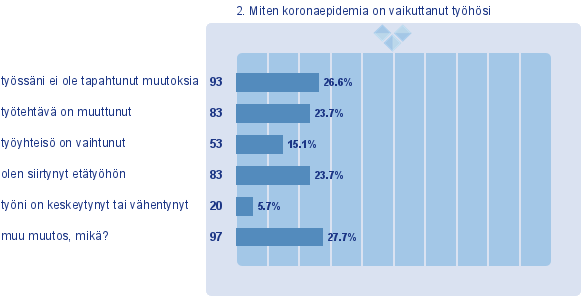 2. Miten koronaepidemia on vaikuttanut työhösi
työssäni ei ole tapahtunut muutoksia 93 26.6%
työtehtävä on muuttunut 83 23.7%
työyhteisö on vaihtunut 53 15.1%
olen siirtynyt etätyöhön 83 23.7%
työni on keskeytynyt tai vähentynyt 20 5.7%
muu muutos, mikä? 97 27.7%